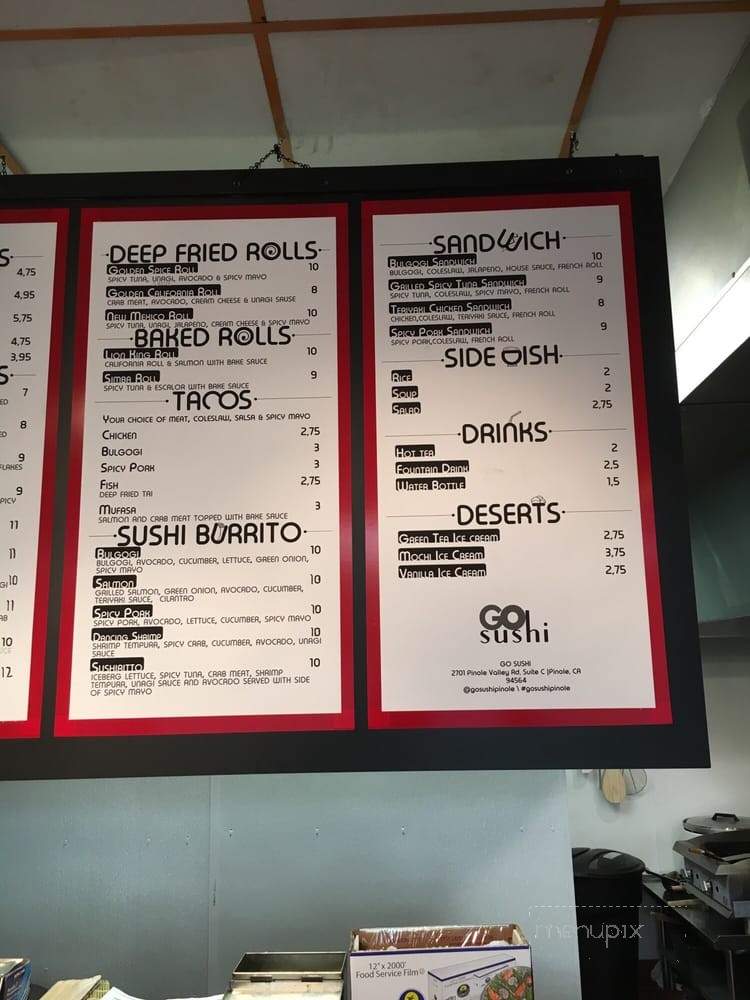 S·
4,75
4,95
5,75
4,75
3,95
S·
7
ED
8
ED
9
FLAKES
9
SPICY
11
11
10
11
10
12
·DEEP FRIED ROLLS·
GOLDEN SPICE ROLL 10
SPICY TUNA, UNAGI, AVOCADO & SPICY MAYO
GOLDEN CALIFORNIA ROLL 8
CRAB MEAT, AVOCADO, CREAM CHEESE & UNAGI SAUSE
NEW MEXICO ROLL 10
SPICY TUNA, UNAGI, JALAPENO, CREAM CHEESE & SPICY MAYO
·BAKED ROLLS·
LION KING ROLL 10
CALIFORNIA ROLL & SALMON WITH BAKE SAUCE
SIMBA ROLL 9
SPICY TUNA & ESCALOR WITH BAKE SAUCE
·TACOS·
YOUR CHOICE OF MEAT, COLESLAW, SALSA & SPICY MAYO
CHICKEN 2,75
BULGOGI 3
SPICY PORK 3
FISH 2,75
DEEP FRIED TAI
MUFASA 3
SALMON AND CRAB MEAT TOPPED WITH BAKE SAUCE
·SUSHI BURRITO·
BULGOGI 10
BULGOGI, AVOCADO, CUCUMBER, LETTUCE, GREEN ONION,
SPICY MAYO
SALMON 10
GRILLED SALMON, GREEN ONION, AVOCADO, CUCUMBER,
TERIYAKI SAUCE, CILANTRO
SPICY PORK 10
SPICY PORK, AVOCADO, LETTUCE, CUCUMBER, SPICY MAYO
DANCING SHRIMP 10
SHRIMP TEMPURA, SPICY CRAB, CUCUMBER, AVOCADO, UNAGI
SAUCE
SUSHIRITTO 10
ICEBERG LETTUCE, SPICY TUNA, CRAB MEAT, SHRIMP
TEMPURA, UNAGI SAUCE AND AVOCADO SERVED WITH SIDE
OF SPICY MAYO
·SANDWICH·
BULGOGI SANDWICH 10
BULGOGI, COLESLAW, JALAPENO, HOUSE SAUCE, FRENCH ROLL
GRILLED SPICY TUNA SANDWICH 9
SPICY TUNA, COLESLAW, SPICY MAYO, FRENCH ROLL
TERIYAKI CHICKEN SANDWICH 8
CHICKEN,COLESLAW, TERIYAKI SAUCE, FRENCH ROLL
SPICY PORK SANDWICH 9
SPICY PORK,COLESLAW, FRENCH ROLL
·SIDE DISH·
RICE 2
SOUP 2
SALAD 2,75
·DRINKS·
HOT TEA 2
FOUNTAIN DRINK 2,5
WATER BOTTLE 1,5
·DESERTS·
GREEN TEA ICE CREAM 2,75
MOCHI ICE CREAM 3,75
VANILLA ICE CREAM 2,75
GO
sushi
GO SUSHI
2701 Pinole Valley Rd, Suite C |Pinole, CA
94564
@gosushipinole \ #gosushipinole
12" x 2000'
Food Service Film
menupix